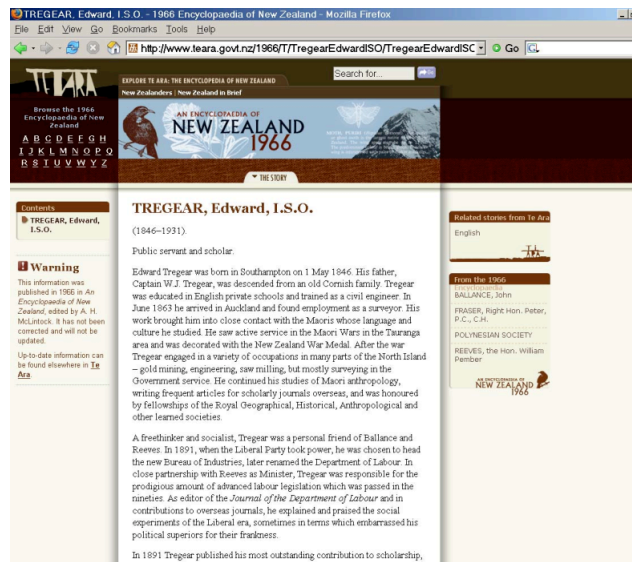 TREGEAR, Edward, I.S.O. - 1966 Encyclopaedia of New Zealand - Mozilla Firefox
File Edit View Go Bookmarks Tools Help
http://www.teara.govt.nz/1966/T/TregearEdwardISO/TregearEdwardISC
Go
TE ARA
EXPLORE TE ARA: THE ENCYCLOPEDIA OF NEW ZEALAND
Search for...
Go
New Zealanders | New Zealand in Brief
Browse the 1966
Encyclopaedia of New
Zealand
A B C D E F G H
I J K L M N O P Q
R S T U V W Y Z
AN ENCYCLOPAEDIA OF
NEW ZEALAND
1966
THE STORY
Contents
TREGEAR, Edward,
I.S.O.
Warning
This information was
published in 1966 in An
Encyclopaedia of New
Zealand, edited by A. H.
McLintock. It has not been
corrected and will not be
updated.
Up-to-date information can
be found elsewhere in Te
Ara.
TREGEAR, Edward, I.S.O.
(1846–1931).
Public servant and scholar.
Edward Tregear was born in Southampton on 1 May 1846. His father,
Captain W.J. Tregear, was descended from an old Cornish family. Tregear
was educated in English private schools and trained as a civil engineer. In
June 1863 he arrived in Auckland and found employment as a surveyor. His
work brought him into close contact with the Maoris whose language and
culture he studied. He saw active service in the Maori Wars in the Tauranga
area and was decorated with the New Zealand War Medal. After the war
Tregear engaged in a variety of occupations in many parts of the North Island
– gold mining, engineering, saw milling, but mostly surveying in the
Government service. He continued his studies of Maori anthropology,
writing frequent articles for scholarly journals overseas, and was honoured
by fellowships of the Royal Geographical, Historical, Anthropological and
other learned societies.
A freethinker and socialist, Tregear was a personal friend of Ballance and
Reeves. In 1891, when the Liberal Party took power, he was chosen to head
the new Bureau of Industries, later renamed the Department of Labour. In
close partnership with Reeves as Minister, Tregear was responsible for the
prodigious amount of advanced labour legislation which was passed in the
nineties. As editor of the Journal of the Department of Labour and in
contributions to overseas journals, he explained and praised the social
experiments of the Liberal era, sometimes in terms which embarrassed his
political superiors for their frankness.
In 1891 Tregear published his most outstanding contribution to scholarship,
Related stories from Te Ara
English
From the 1966
Encyclopaedia
BALLANCE, John
FRASER, Right Hon. Peter,
P.C., C.H.
POLYNESIAN SOCIETY
REEVES, the Hon. William
Pember
AN ENCYCLOPAEDIA OF
NEW ZEALAND
1966